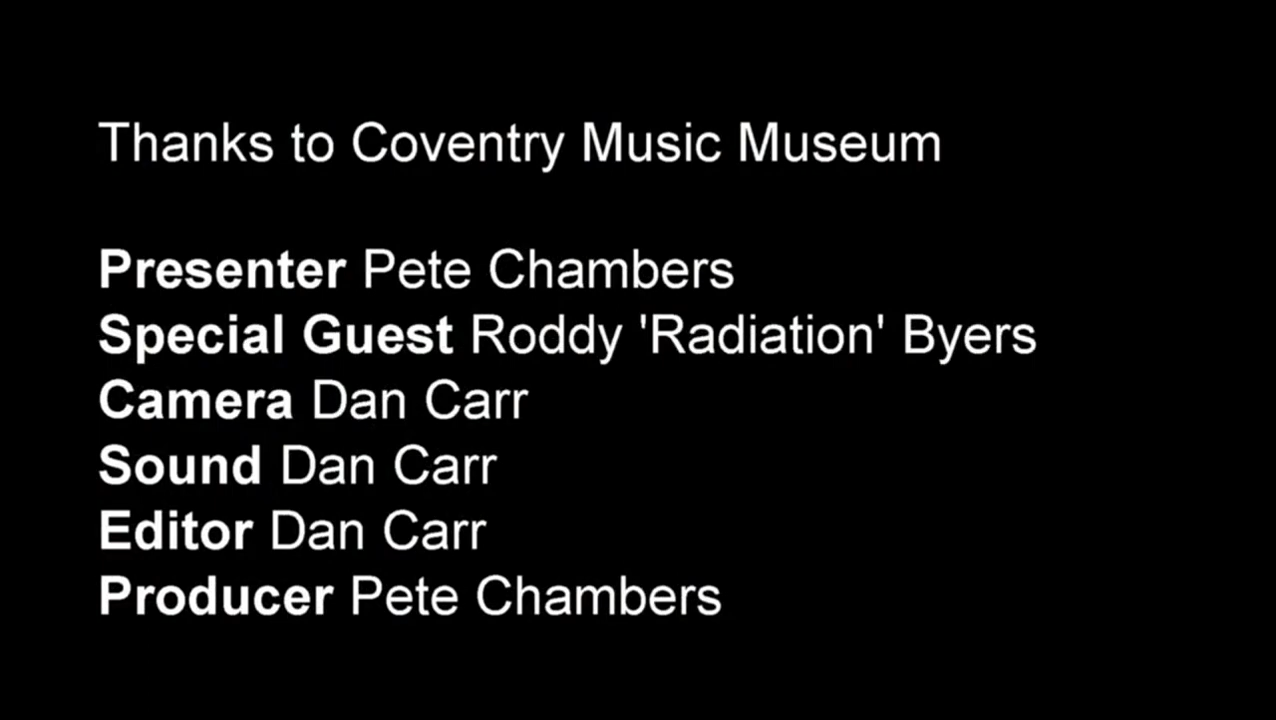 Thanks to Coventry Music Museum
Presenter Pete Chambers
Special Guest Roddy 'Radiation' Byers
Camera Dan Carr
Sound Dan Carr
Editor Dan Carr
Producer Pete Chambers